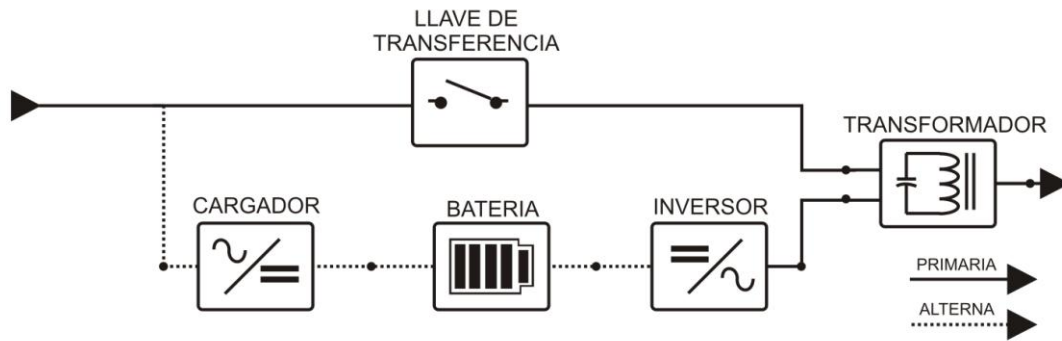 LLAVE DE
TRANSFERENCIA
TRANSFORMADOR
CARGADOR
BATERIA
INVERSOR
PRIMARIA
ALTERNA